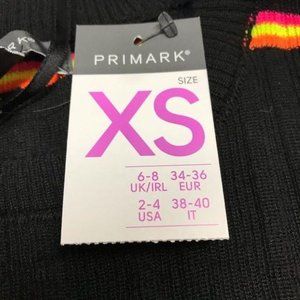 PRIMARK®
SIZE
XS
6-8 34-36
UK/IRL EUR
2-4 38-40
USA IT